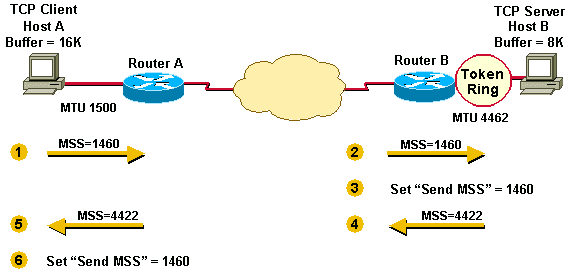 TCP Client
Host A
Buffer = 16K
TCP Server
Host B
Buffer = 8K
Router A
Router B
Token
Ring
MTU 1500
MTU 4462
1 MSS=1460
2 MSS=1460
3 Set “Send MSS” = 1460
5 MSS=4422
4 MSS=4422
6 Set “Send MSS” = 1460